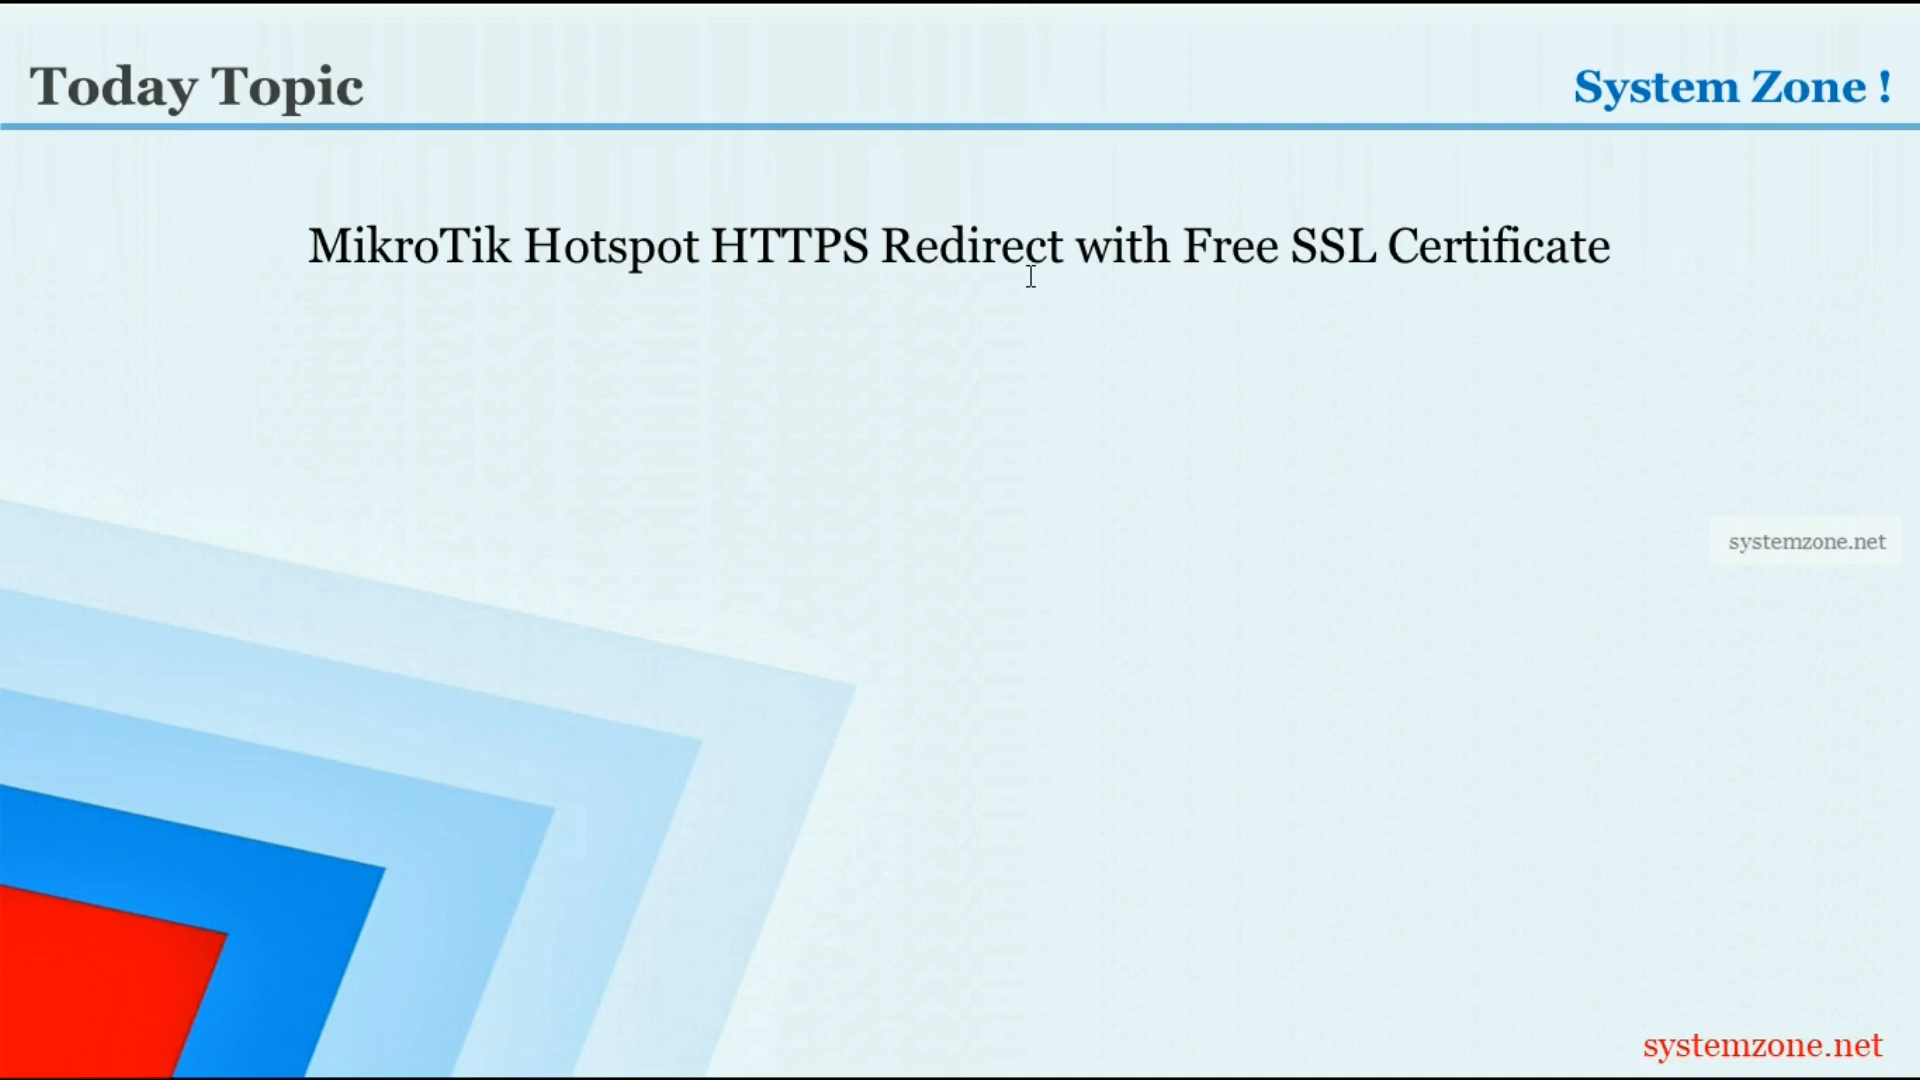 Today Topic
System Zone !
MikroTik Hotspot HTTPS Redirect with Free SSL Certificate
systemzone.net
systemzone.net